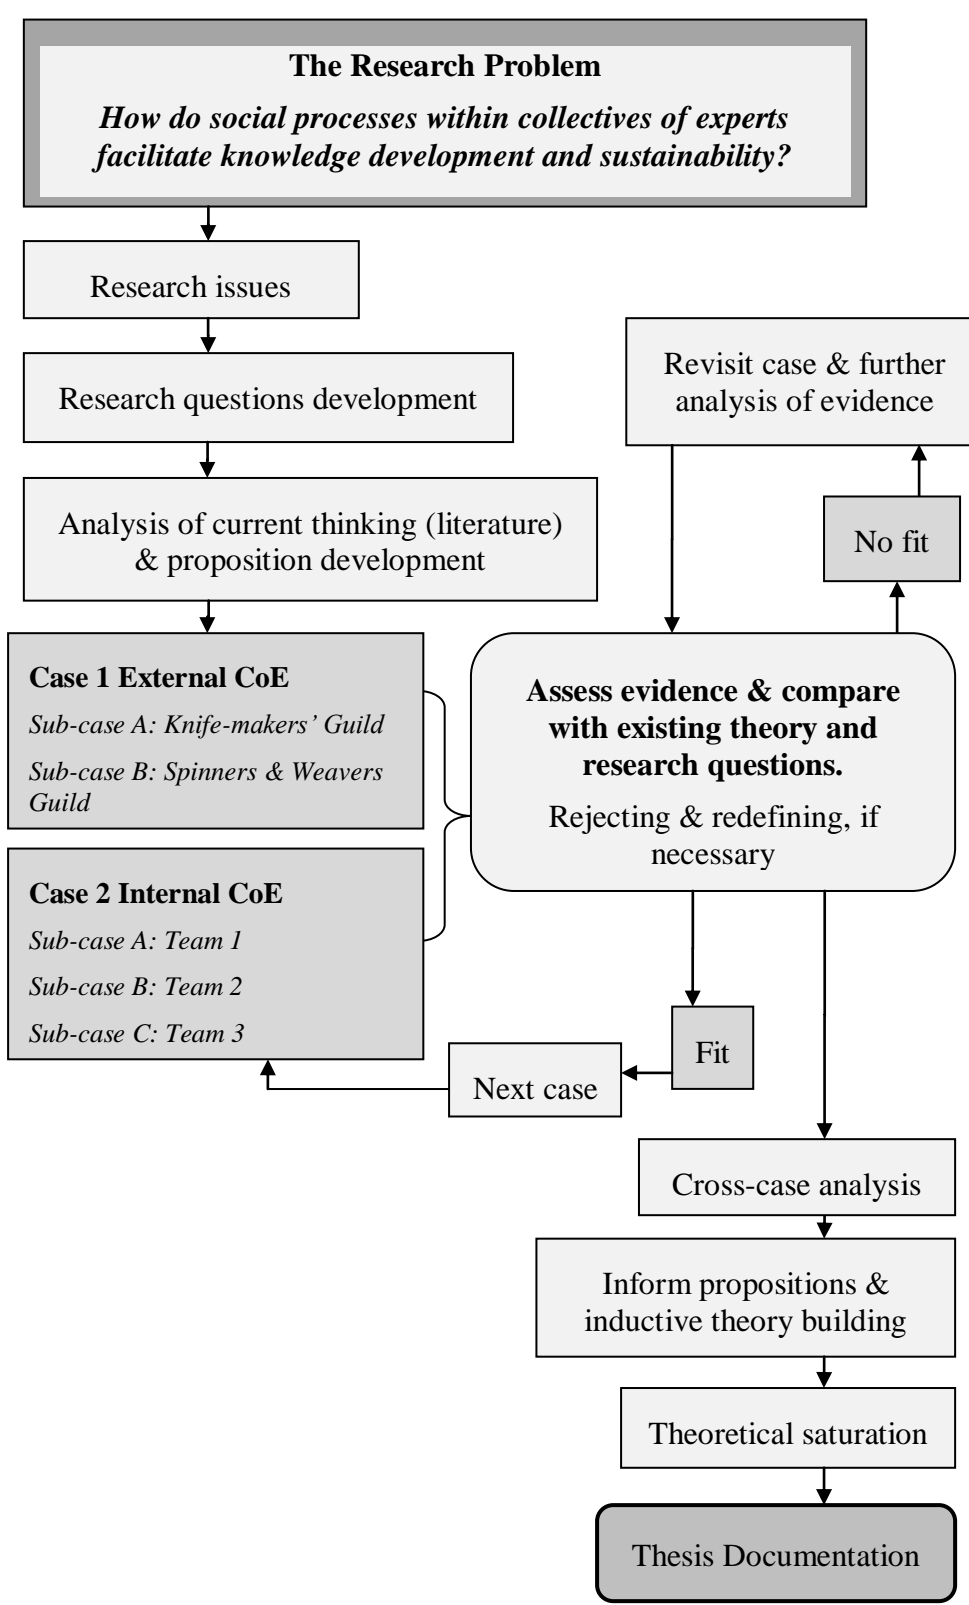 The Research Problem
How do social processes within collectives of experts
facilitate knowledge development and sustainability?
Research issues
Research questions development
Analysis of current thinking (literature)
& proposition development
Case 1 External CoE
Sub-case A: Knife-makers’ Guild
Sub-case B: Spinners & Weavers
Guild
Case 2 Internal CoE
Sub-case A: Team 1
Sub-case B: Team 2
Sub-case C: Team 3
Revisit case & further
analysis of evidence
No fit
Assess evidence & compare
with existing theory and
research questions.
Rejecting & redefining, if
necessary
Fit
Next case
Cross-case analysis
Inform propositions &
inductive theory building
Theoretical saturation
Thesis Documentation